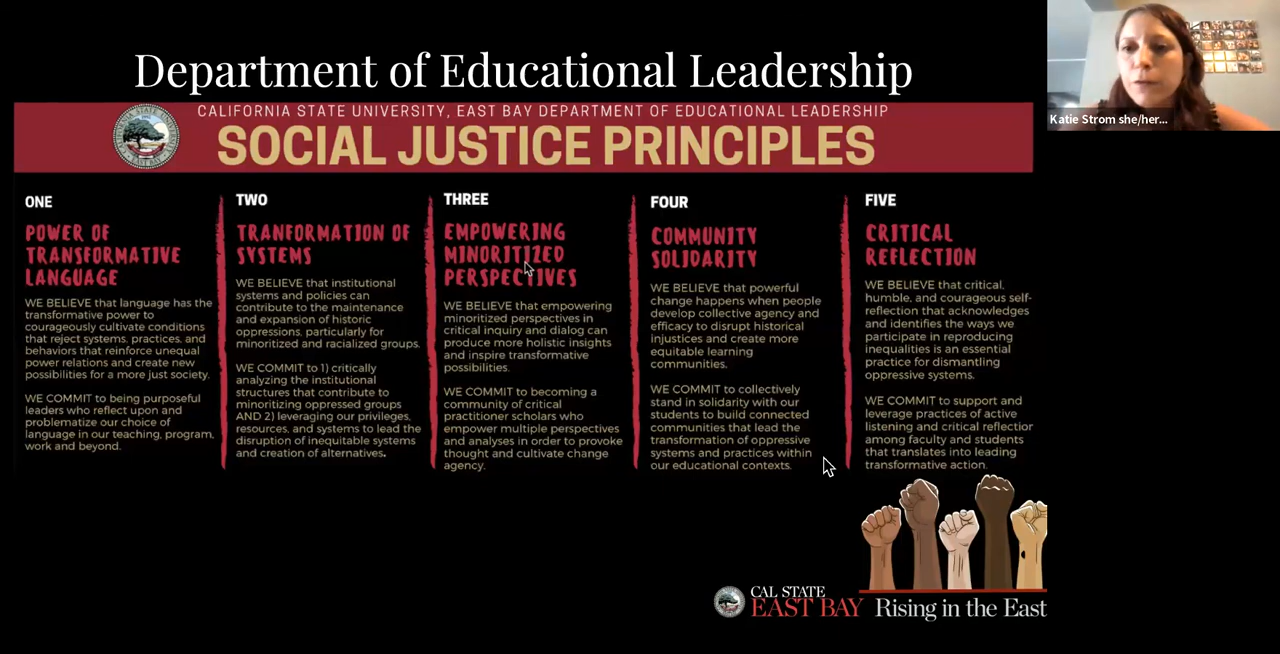 Department of Educational Leadership
CALIFORNIA STATE UNIVERSITY, EAST BAY DEPARTMENT OF EDUCATIONAL LEADERSHIP
SOCIAL JUSTICE PRINCIPLES
ONE
POWER OF
TRANSFORMATIVE
LANGUAGE
WE BELIEVE that language has the
transformative power to
courageously cultivate conditions
that reject systems, practices, and
behaviors that reinforce unequal
power relations and create new
possibilities for a more just society.
WE COMMIT to being purposeful
leaders who reflect upon and
problematize our choice of
language in our teaching, program,
work and beyond.
TWO
TRANFORMATION OF
SYSTEMS
WE BELIEVE that institutional
systems and policies can
contribute to the maintenance
and expansion of historic
oppressions, particularly for
minoritized and racialized groups.
WE COMMIT to 1) critically
analyzing the institutional
structures that contribute to
minoritizing oppressed groups
AND 2) leveraging our privileges,
resources, and systems to lead the
disruption of inequitable systems
and creation of alternatives.
THREE
EMPOWERING
MINORITIZED
PERSPECTIVES
WE BELIEVE that empowering
minoritized perspectives in
critical inquiry and dialog can
produce more holistic insights
and inspire transformative
possibilities.
WE COMMIT to becoming a
community of critical
practitioner scholars who
empower multiple perspectives
and analyses in order to provoke
thought and cultivate change
agency.
FOUR
COMMUNITY
SOLIDARITY
WE BELIEVE that powerful
change happens when people
develop collective agency and
efficacy to disrupt historical
injustices and create more
equitable learning
communities.
WE COMMIT to collectively
stand in solidarity with our
students to build connected
communities that lead the
transformation of oppressive
systems and practices within
our educational contexts.
FIVE
CRITICAL
REFLECTION
WE BELIEVE that critical,
humble, and courageous self-
reflection that acknowledges
and identifies the ways we
participate in reproducing
inequalities is an essential
practice for dismantling
oppressive systems.
WE COMMIT to support and
leverage practices of active
listening and critical reflection
among faculty and students
that translates into leading
transformative action.
CAL STATE
EAST BAY
Rising in the East
Katie Strom she/her...